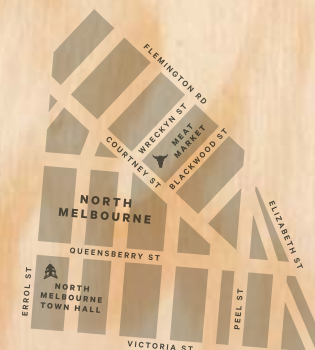 FLEMINGTON RD
WRECKYN ST
MEAT
MARKET
COURTNEY ST
BLACKWOOD ST
NORTH
MELBOURNE
ELIZABETH ST
QUEENSBERRY ST
ERROL ST
NORTH
MELBOURNE
TOWN HALL
PEEL ST
VICTORIA ST